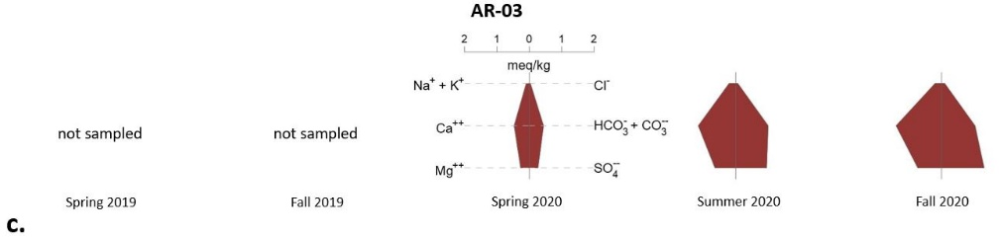 AR-03
2 1 0 1 2
meq/kg
Na⁺ + K⁺ Cl⁻
not sampled not sampled Ca⁺⁺ HCO₃⁻ + CO₃⁻⁻
Mg⁺⁺ SO₄⁻⁻
Spring 2019 Fall 2019 Spring 2020 Summer 2020 Fall 2020
c.